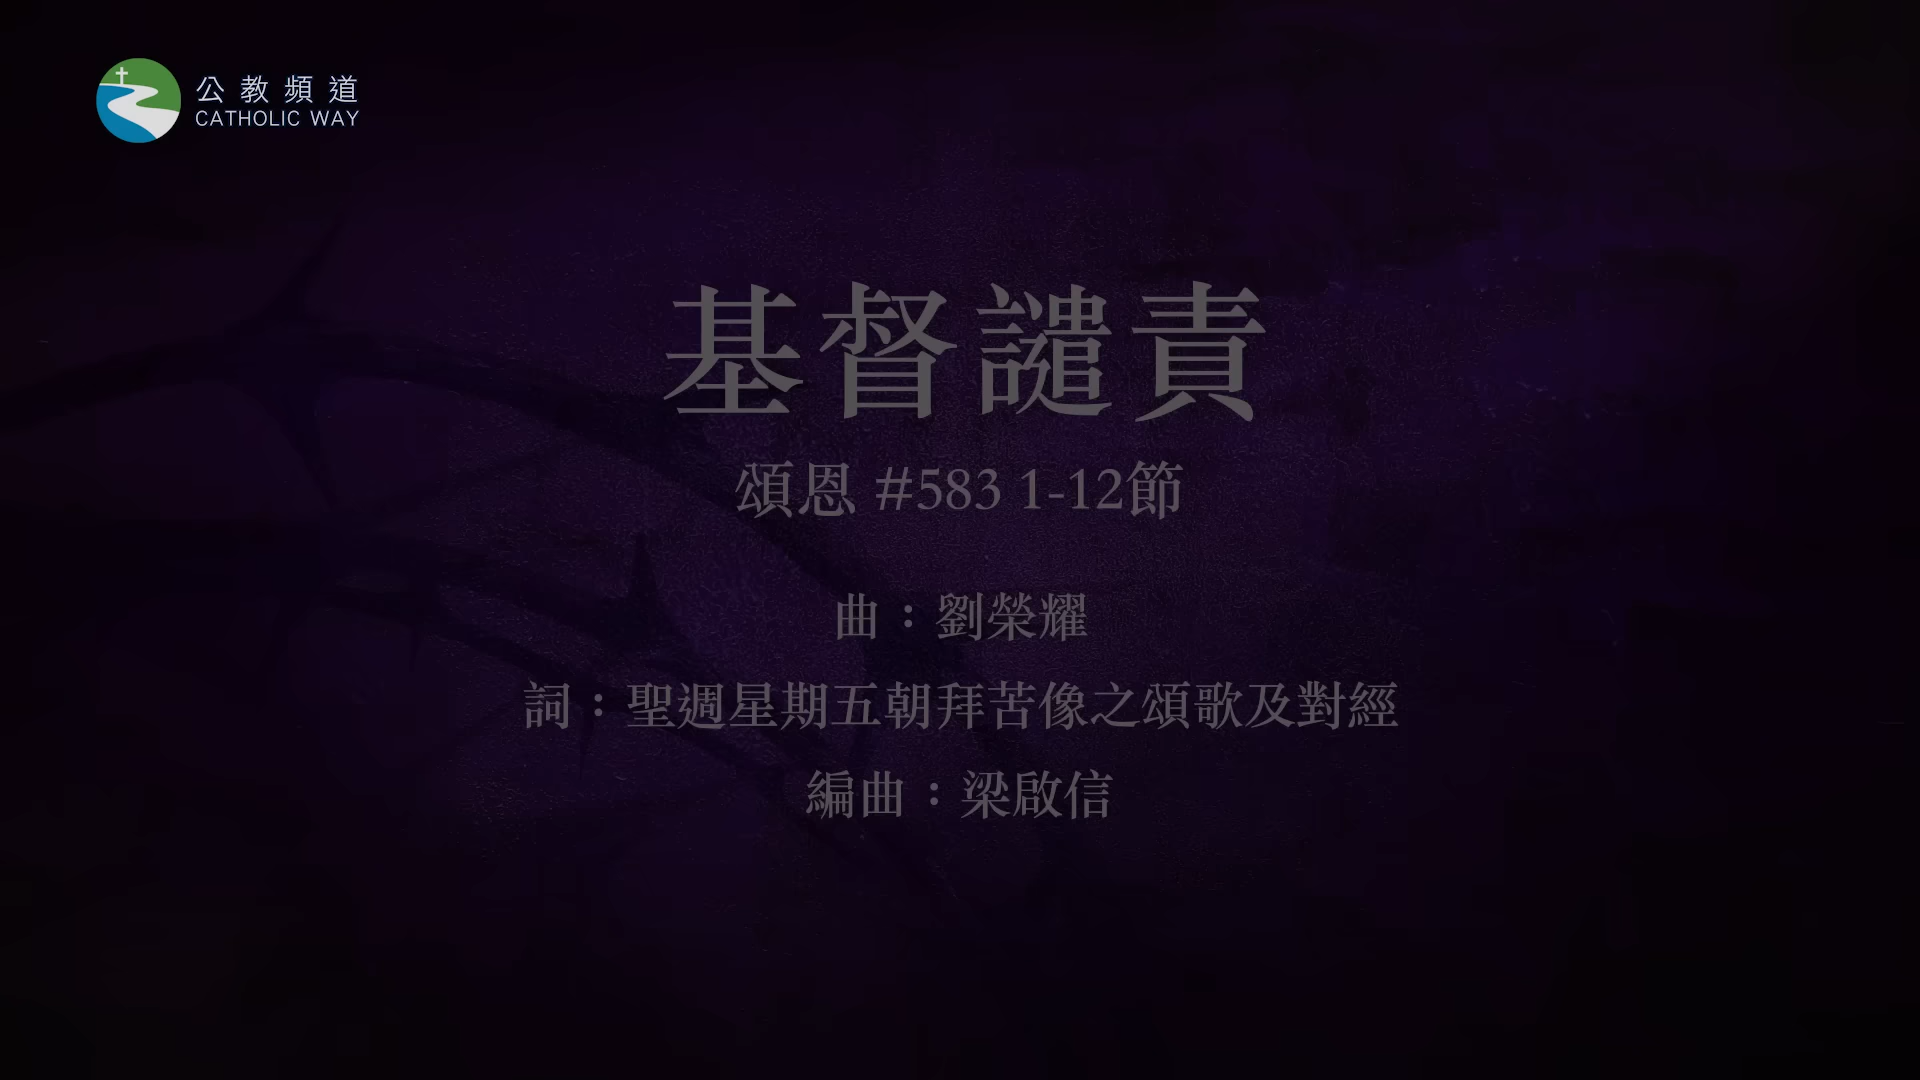 公教頻道
CATHOLIC WAY
基督譴責
頌恩 #583 1-12節
曲：劉榮耀
詞：聖週星期五朝拜苦像之頌歌及對經
編曲：梁啟信